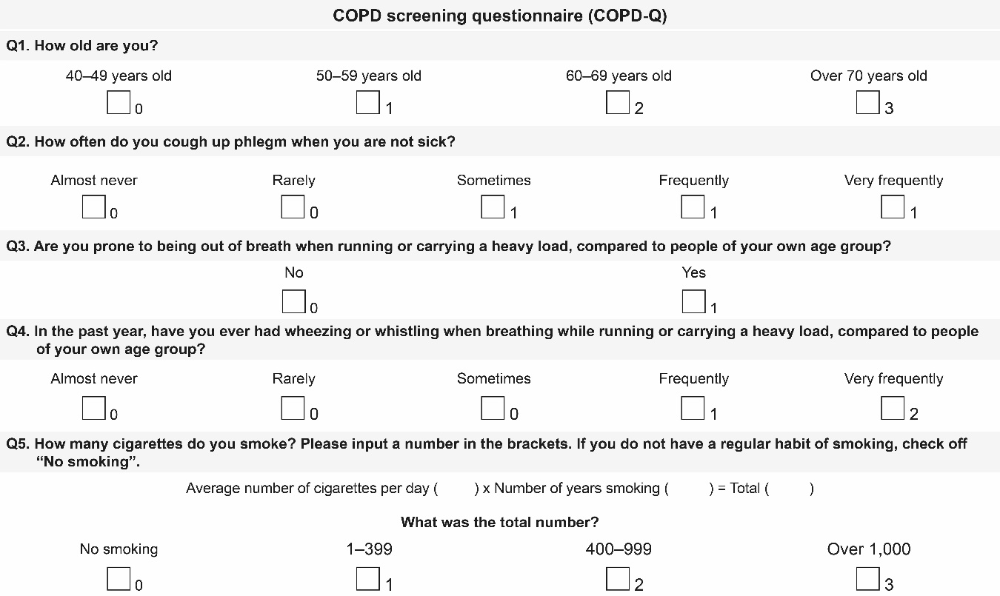 COPD screening questionnaire (COPD-Q)
Q1. How old are you?
40–49 years old 50–59 years old 60–69 years old Over 70 years old
0 1 2 3
Q2. How often do you cough up phlegm when you are not sick?
Almost never Rarely Sometimes Frequently Very frequently
0 0 1 1 1
Q3. Are you prone to being out of breath when running or carrying a heavy load, compared to people of your own age group?
No Yes
0 1
Q4. In the past year, have you ever had wheezing or whistling when breathing while running or carrying a heavy load, compared to people
of your own age group?
Almost never Rarely Sometimes Frequently Very frequently
0 0 0 1 2
Q5. How many cigarettes do you smoke? Please input a number in the brackets. If you do not have a regular habit of smoking, check off
“No smoking”.
Average number of cigarettes per day ( ) x Number of years smoking ( ) = Total ( )
What was the total number?
No smoking 1–399 400–999 Over 1,000
0 1 2 3